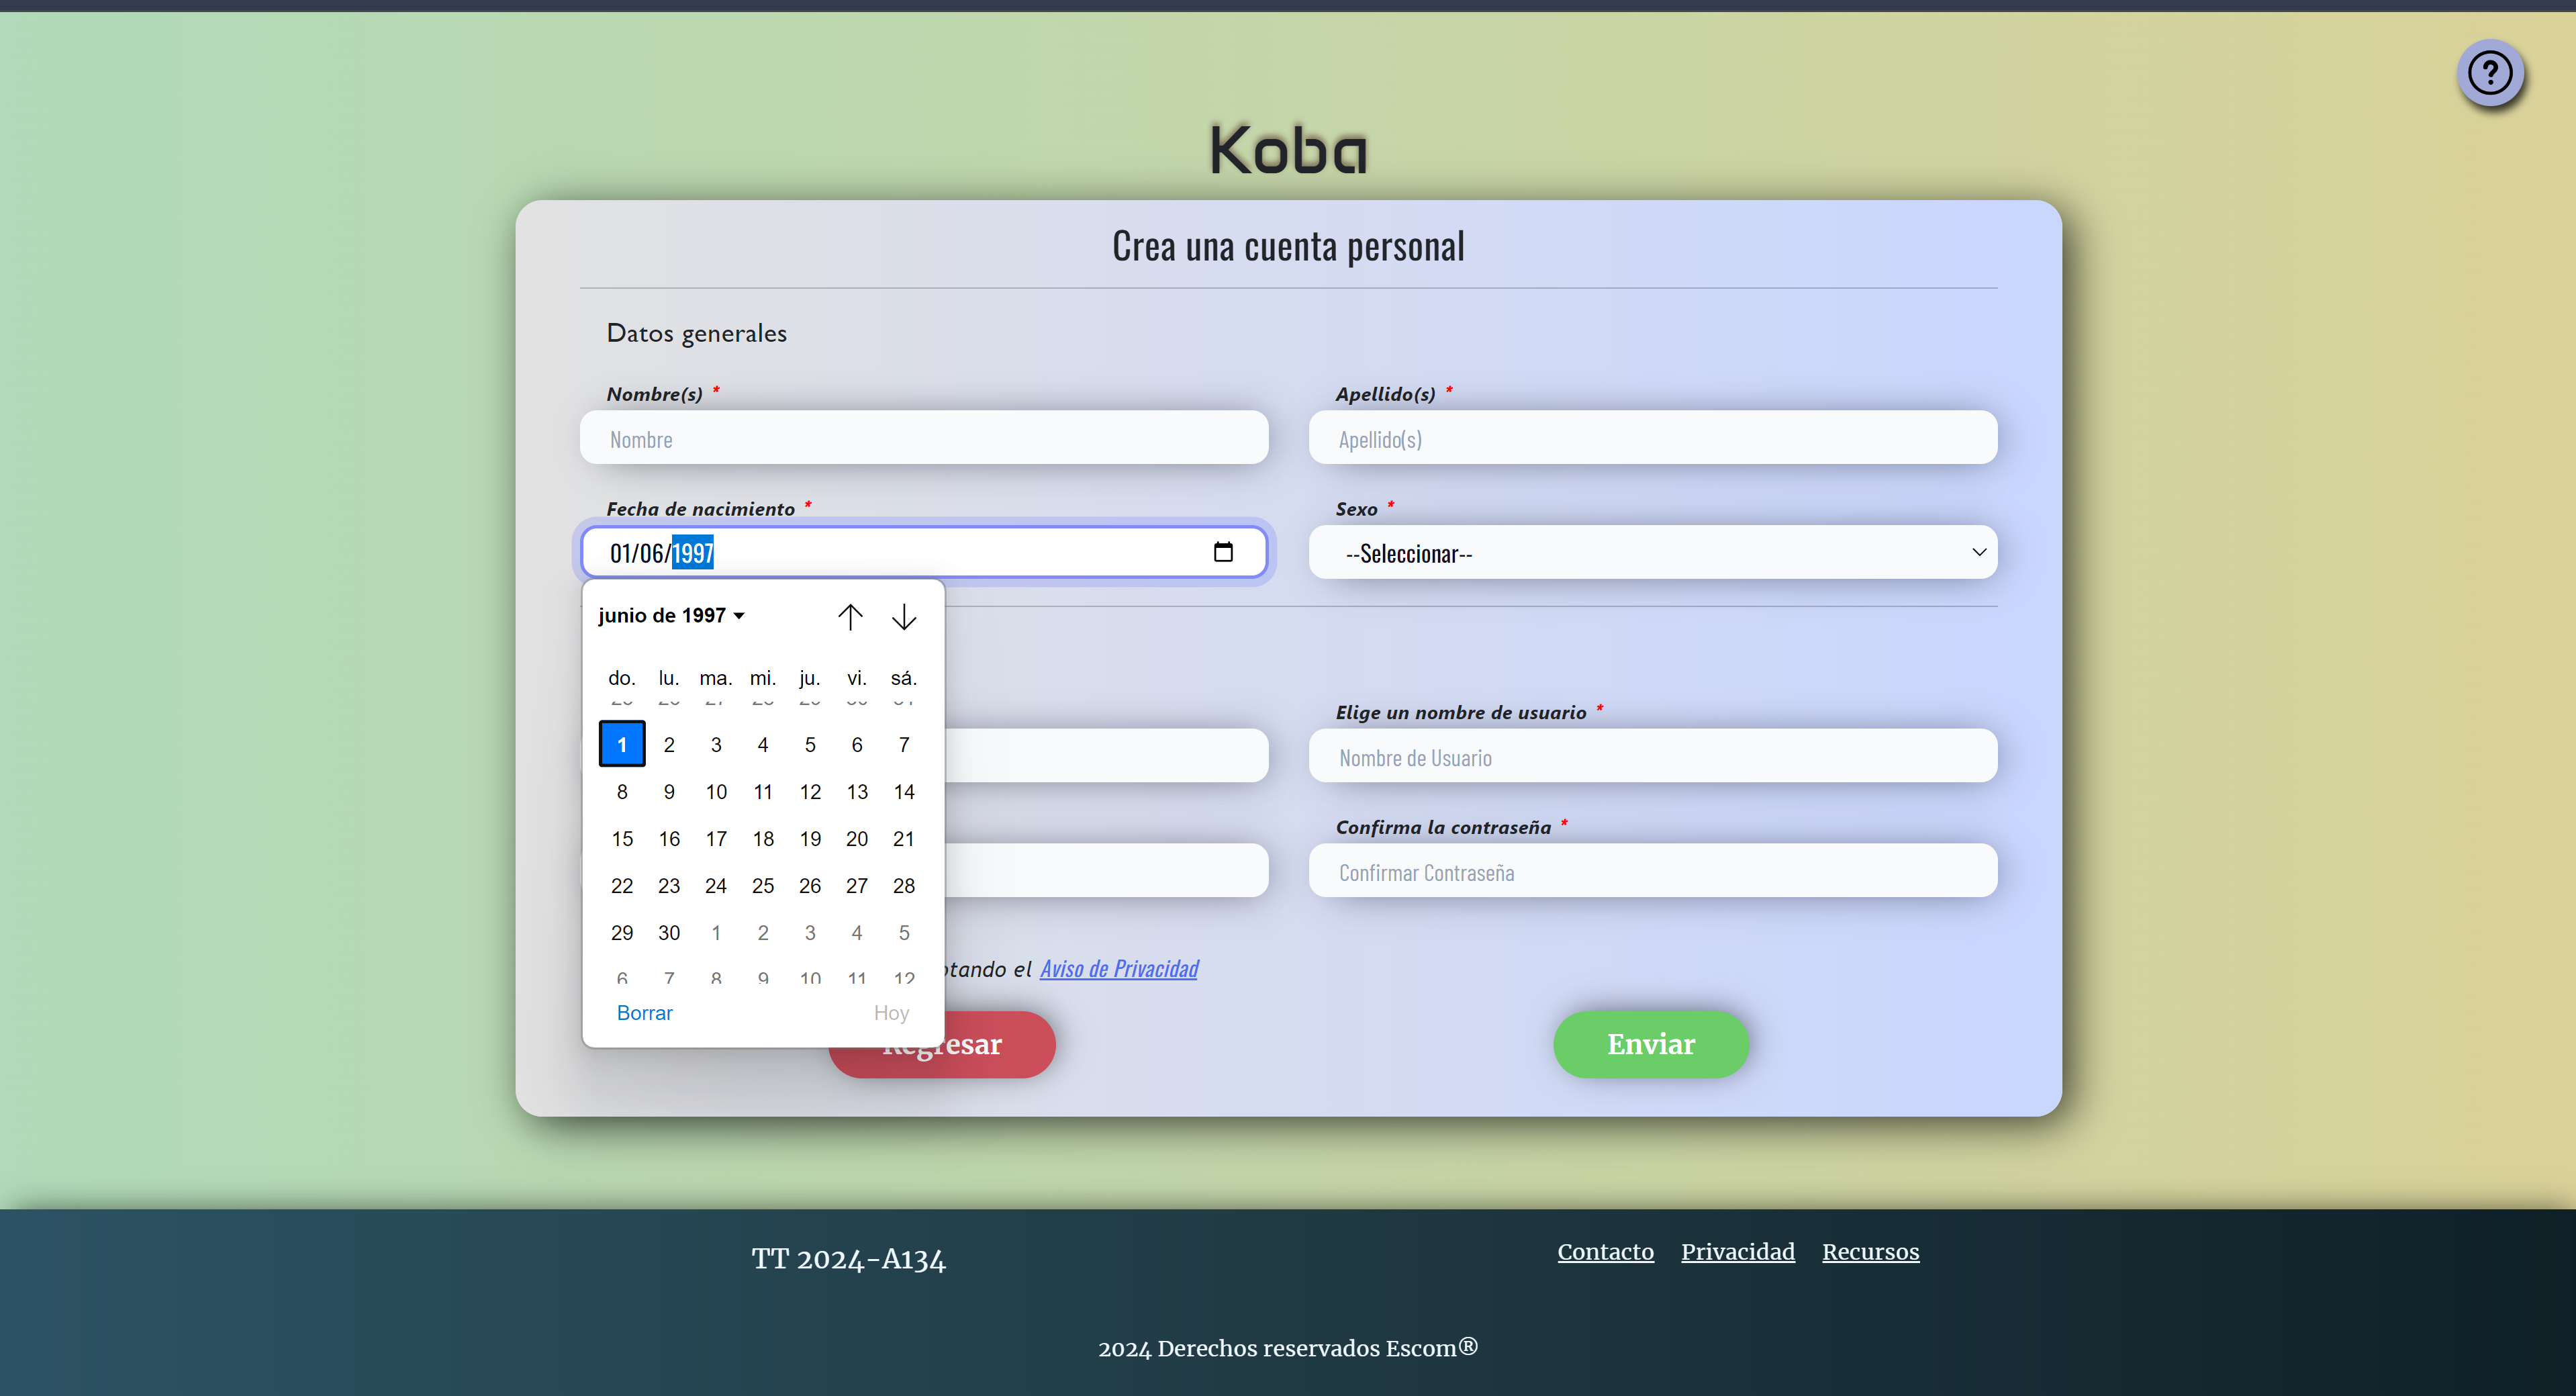 Koba
Crea una cuenta personal
Datos generales
Nombre(s) *
Apellido(s) *
Nombre
Apellido(s)
Fecha de nacimiento *
Sexo *
01/06/1997
--Seleccionar--
junio de 1997
do. lu. ma. mi. ju. vi. sá.
1 2 3 4 5 6 7
8 9 10 11 12 13 14
15 16 17 18 19 20 21
22 23 24 25 26 27 28
29 30 1 2 3 4 5
6 7 8 9 10 11 12
Borrar Hoy
Elige un nombre de usuario *
Nombre de Usuario
Confirma la contraseña *
Confirmar Contraseña
el Aviso de Privacidad
Regresar
Enviar
TT 2024-A134
Contacto Privacidad Recursos
2024 Derechos reservados Escom®